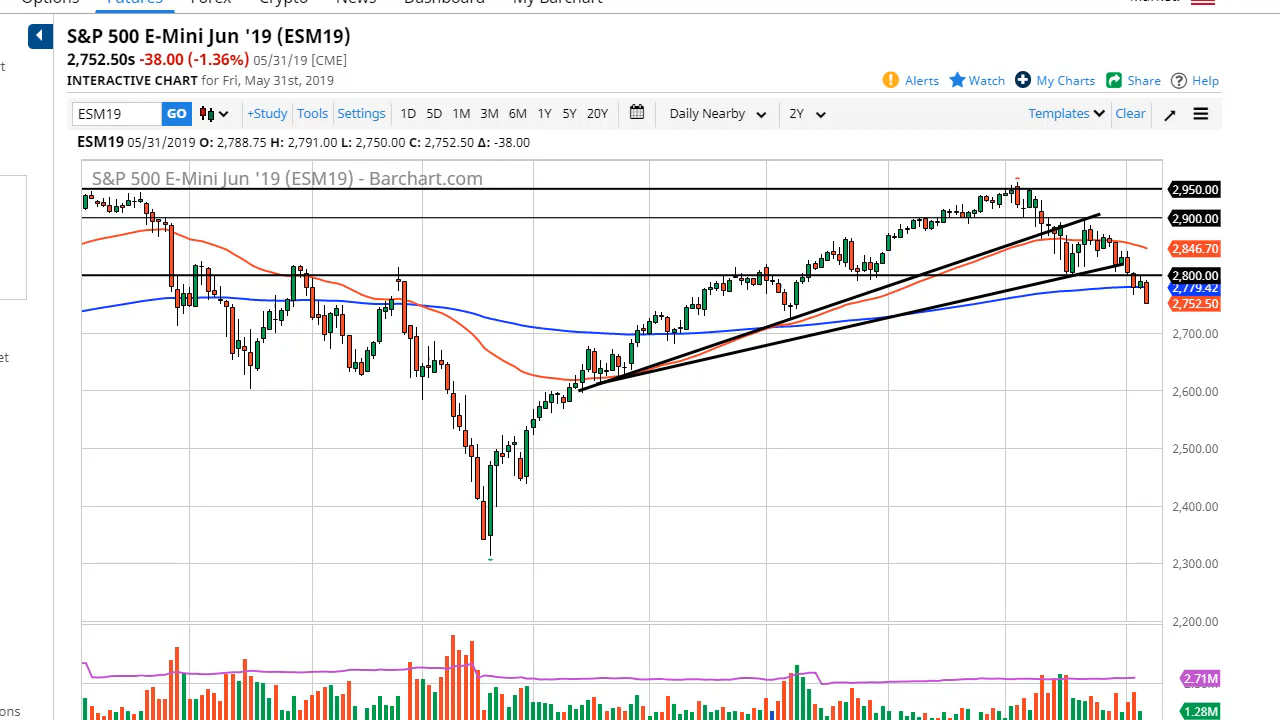 Options Futures Forex Crypto News Dashboard My Barchart
S&P 500 E-Mini Jun '19 (ESM19)
2,752.50s -38.00 (-1.36%) 05/31/19 [CME]
INTERACTIVE CHART for Fri, May 31st, 2019
Alerts Watch My Charts Share Help
ESM19 GO +Study Tools Settings 1D 5D 1M 3M 6M 1Y 5Y 20Y Daily Nearby 2Y Templates Clear
ESM19 05/31/2019 O: 2,788.75 H: 2,791.00 L: 2,750.00 C: 2,752.50 Δ: -38.00
S&P 500 E-Mini Jun '19 (ESM19) - Barchart.com
2,950.00
2,900.00
2,846.70
2,800.00
2,779.42
2,752.50
2,700.00
2,600.00
2,500.00
2,400.00
2,300.00
2,200.00
2.71M
1.28M